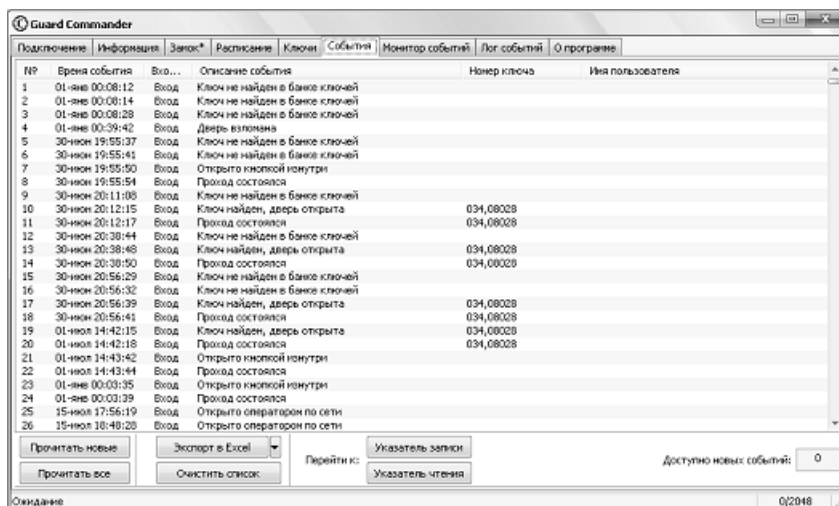 Guard Commander
Подключение Информация Замок* Расписание Ключи События Монитор событий Лог событий О программе
№ Время события Вхо... Описание события Номер ключа Имя пользователя
1 01-янв 00:08:12 Вход Ключ не найден в банке ключей
2 01-янв 00:08:14 Вход Ключ не найден в банке ключей
3 01-янв 00:08:28 Вход Ключ не найден в банке ключей
4 01-янв 00:39:42 Вход Дверь взломана
5 30-июн 19:55:37 Вход Ключ не найден в банке ключей
6 30-июн 19:55:41 Вход Ключ не найден в банке ключей
7 30-июн 19:55:50 Вход Открыто кнопкой изнутри
8 30-июн 19:55:54 Вход Проход состоялся
9 30-июн 20:11:08 Вход Ключ не найден в банке ключей
10 30-июн 20:12:15 Вход Ключ найден, дверь открыта 034,08028
11 30-июн 20:12:17 Вход Проход состоялся 034,08028
12 30-июн 20:38:44 Вход Ключ не найден в банке ключей
13 30-июн 20:38:48 Вход Ключ найден, дверь открыта 034,08028
14 30-июн 20:38:50 Вход Проход состоялся 034,08028
15 30-июн 20:56:29 Вход Ключ не найден в банке ключей
16 30-июн 20:56:32 Вход Ключ не найден в банке ключей
17 30-июн 20:56:39 Вход Ключ найден, дверь открыта 034,08028
18 30-июн 20:56:41 Вход Проход состоялся 034,08028
19 01-июл 14:42:15 Вход Ключ найден, дверь открыта 034,08028
20 01-июл 14:42:18 Вход Проход состоялся 034,08028
21 01-июл 14:43:42 Вход Открыто кнопкой изнутри
22 01-июл 14:43:44 Вход Проход состоялся
23 01-янв 00:03:35 Вход Открыто кнопкой изнутри
24 01-янв 00:03:39 Вход Проход состоялся
25 15-июл 17:56:19 Вход Открыто оператором по сети
26 15-июл 18:48:28 Вход Открыто оператором по сети
Прочитать новые Экспорт в Excel Перейти к: Указатель записи Доступно новых событий: 0
Прочитать все Очистить список Указатель чтения
Ожидание 0/2048